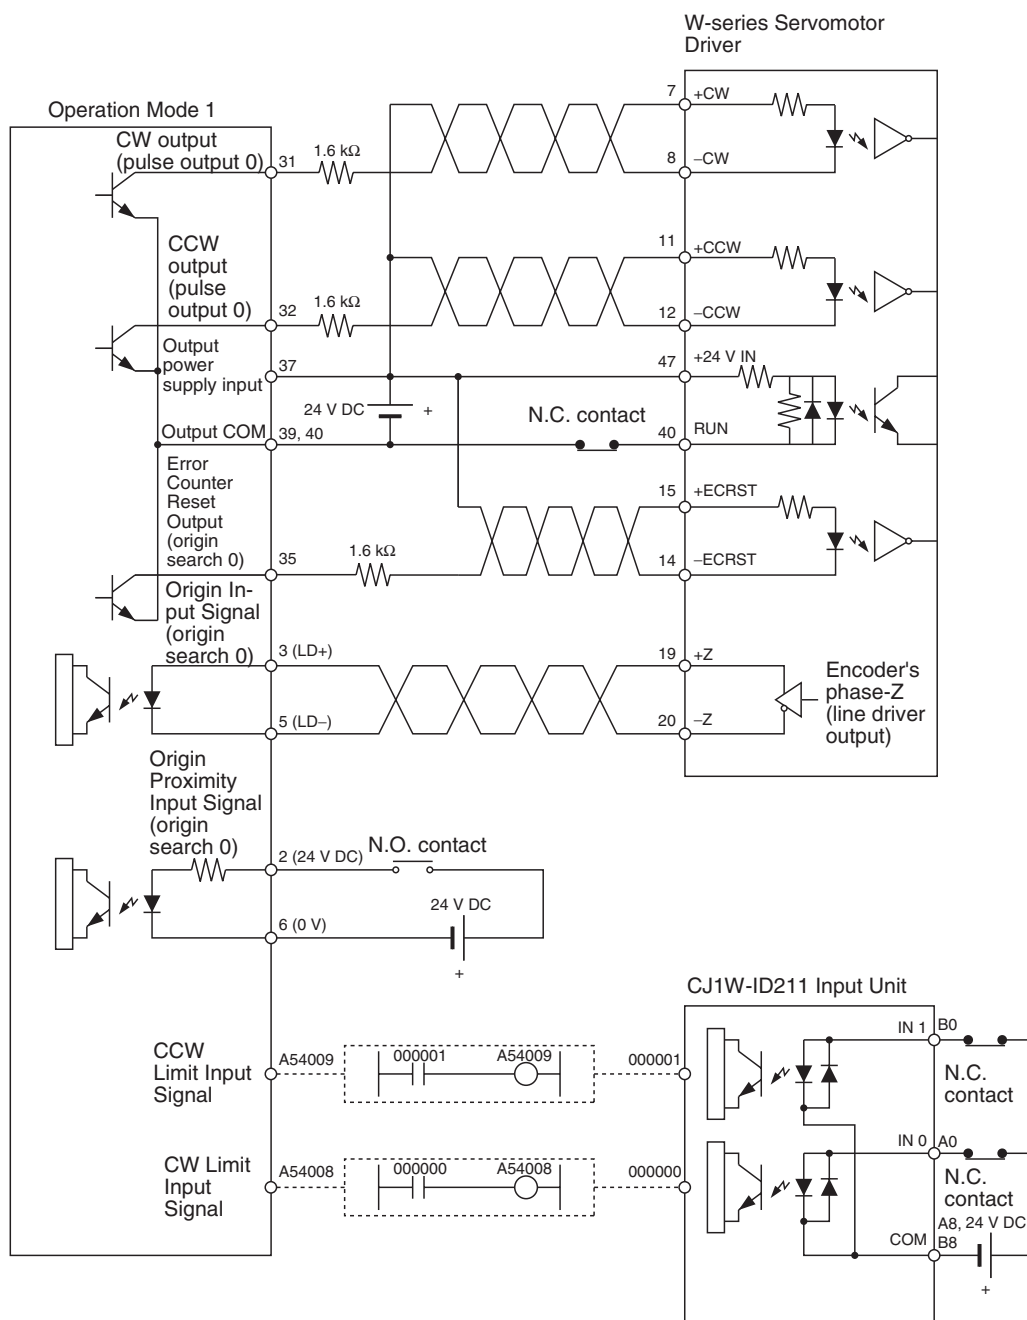 W-series Servomotor
Driver
Operation Mode 1
CW output
(pulse output 0)
31
1.6 kΩ
7
+CW
8
–CW
CCW
output
(pulse
output 0)
32
1.6 kΩ
11
+CCW
12
–CCW
Output
power
supply input
37
47
+24 V IN
24 V DC
+
N.C. contact
Output COM
39, 40
40
RUN
Error
Counter
Reset
Output
(origin
search 0)
35
1.6 kΩ
15
+ECRST
14
–ECRST
Origin In-
put Signal
(origin
search 0)
3 (LD+)
19
+Z
5 (LD–)
20
–Z
Encoder's
phase-Z
(line driver
output)
Origin
Proximity
Input Signal
(origin
search 0)
2 (24 V DC)
N.O. contact
24 V DC
6 (0 V)
+
CJ1W-ID211 Input Unit
CCW
Limit Input
Signal
A54009
000001
A54009
000001
IN 1
B0
N.C.
contact
CW Limit
Input
Signal
A54008
000000
A54008
000000
IN 0
A0
N.C.
contact
COM
A8, 24 V DC
B8
+